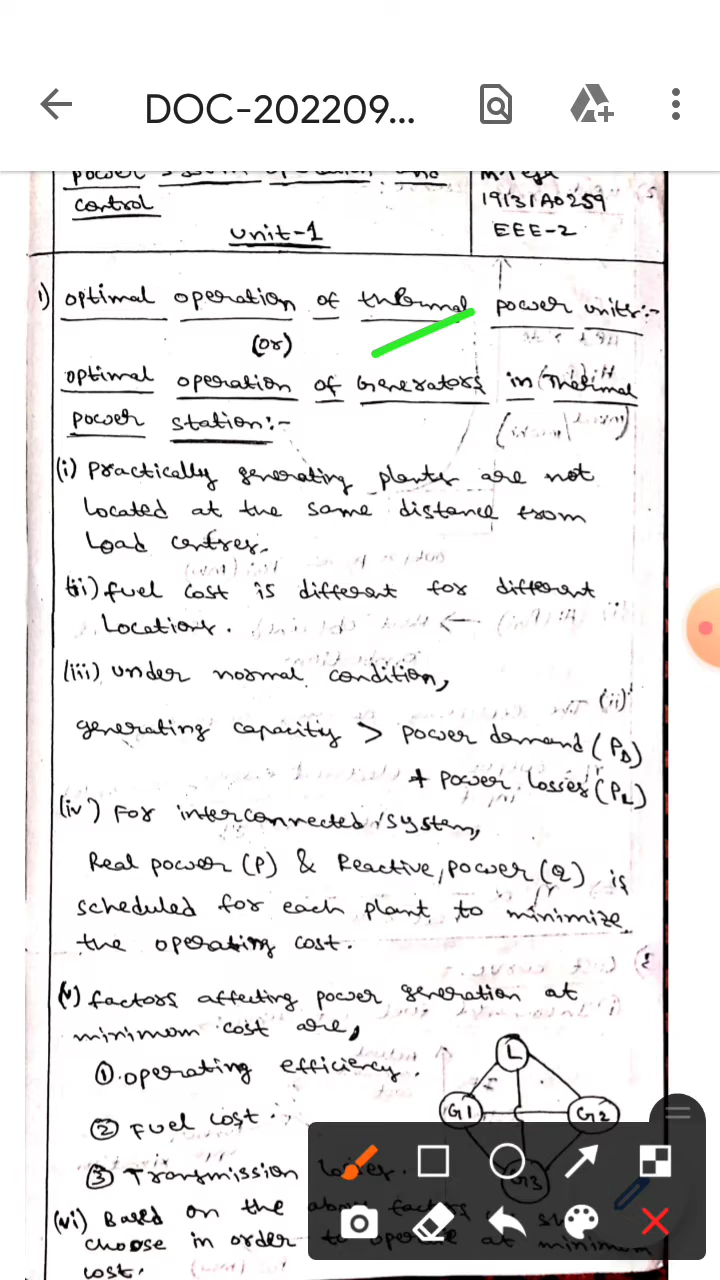 DOC-202209...
control
19131A0259
Unit-1
EEE-2
1) optimal operation of thermal power units:-
(or)
optimal operation of Generators in Thermal
power station:-
(i) Practically generating plants are not
located at the same distance from
Load centres.
(ii) fuel cost is different for different
Locations.
(iii) under normal condition,
generating capacity > power demand (PD)
+ power losses (PL)
(iv) For interconnected system,
Real power (P) & Reactive power (Q) is
scheduled for each plant to minimize
the operating cost.
(v) factors affecting power generation at
minimum cost are,
① operating efficiency.
② Fuel cost.
③ Transmission losses.
L
G1
G2
G3
(vi) Based on the above factors
choose in order to operate at minimum
cost.